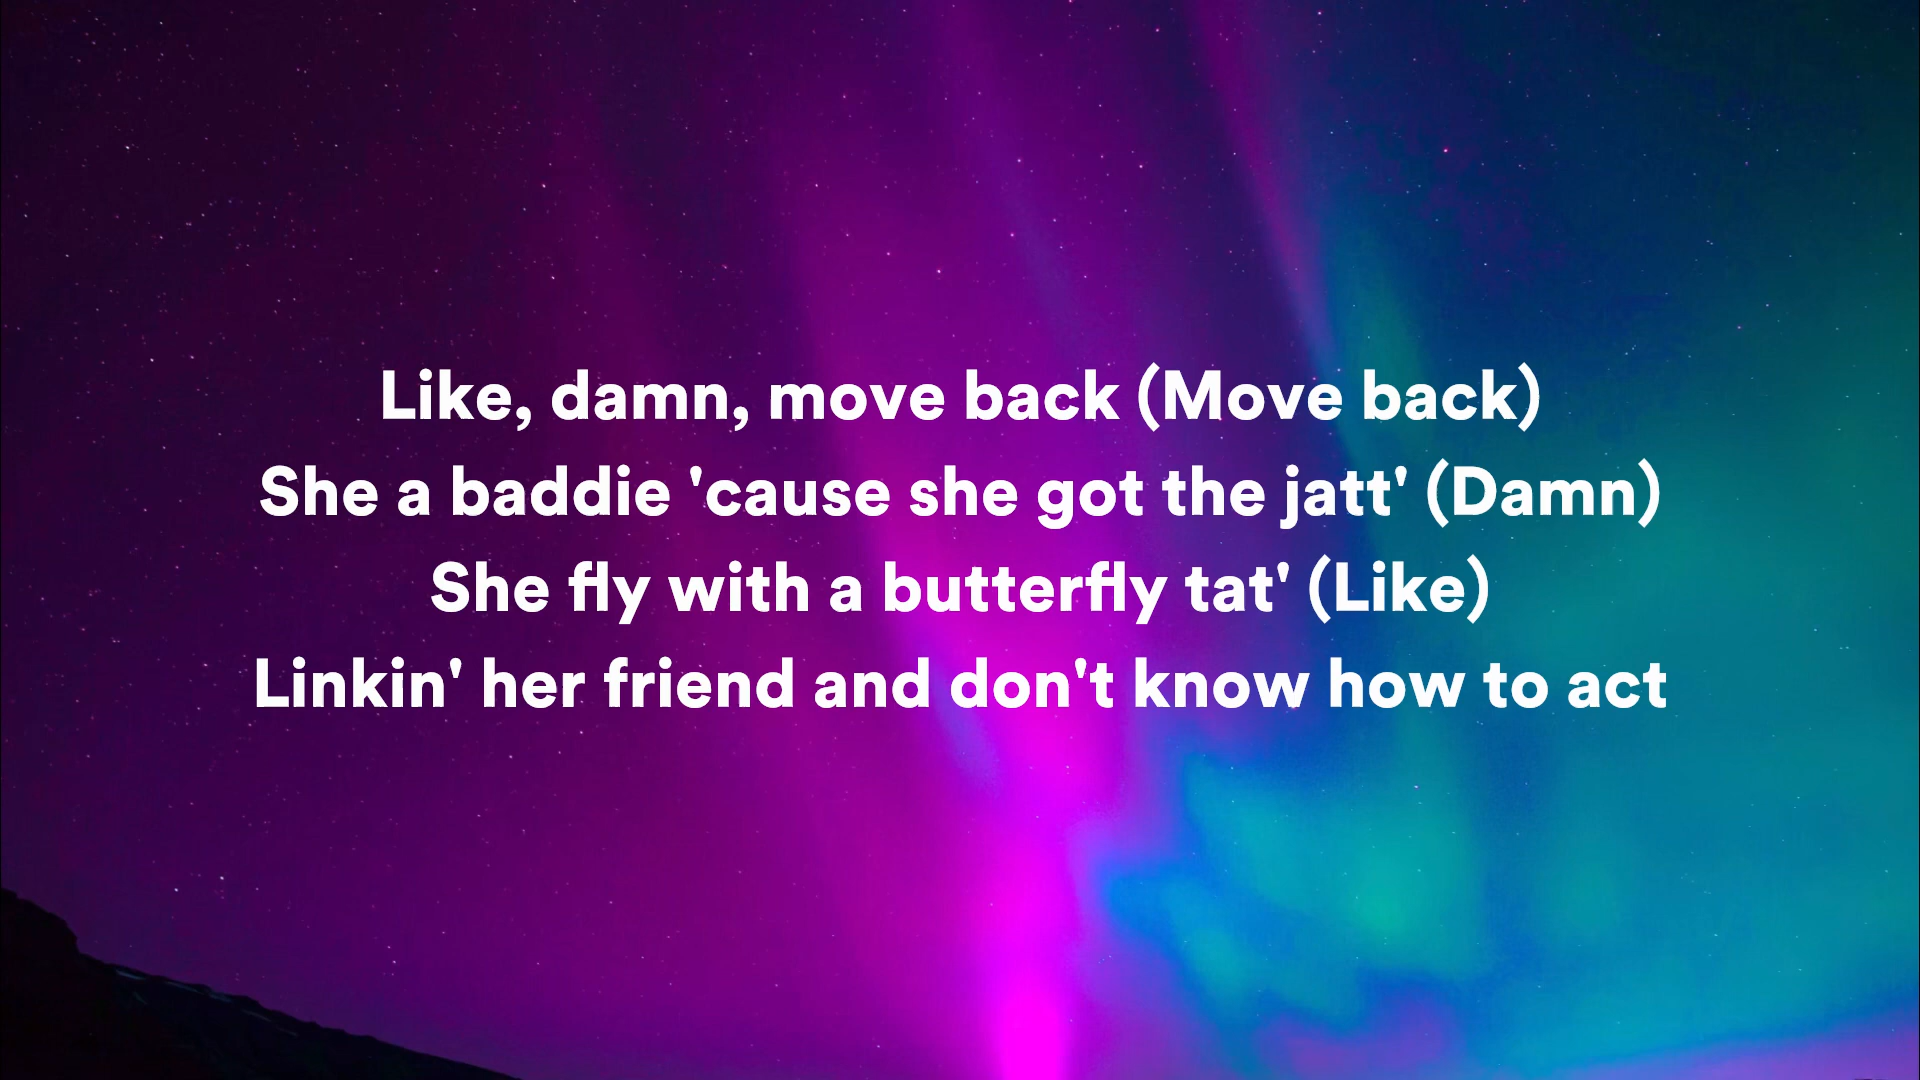 Like, damn, move back (Move back)
She a baddie 'cause she got the jatt' (Damn)
She fly with a butterfly tat' (Like)
Linkin' her friend and don't know how to act